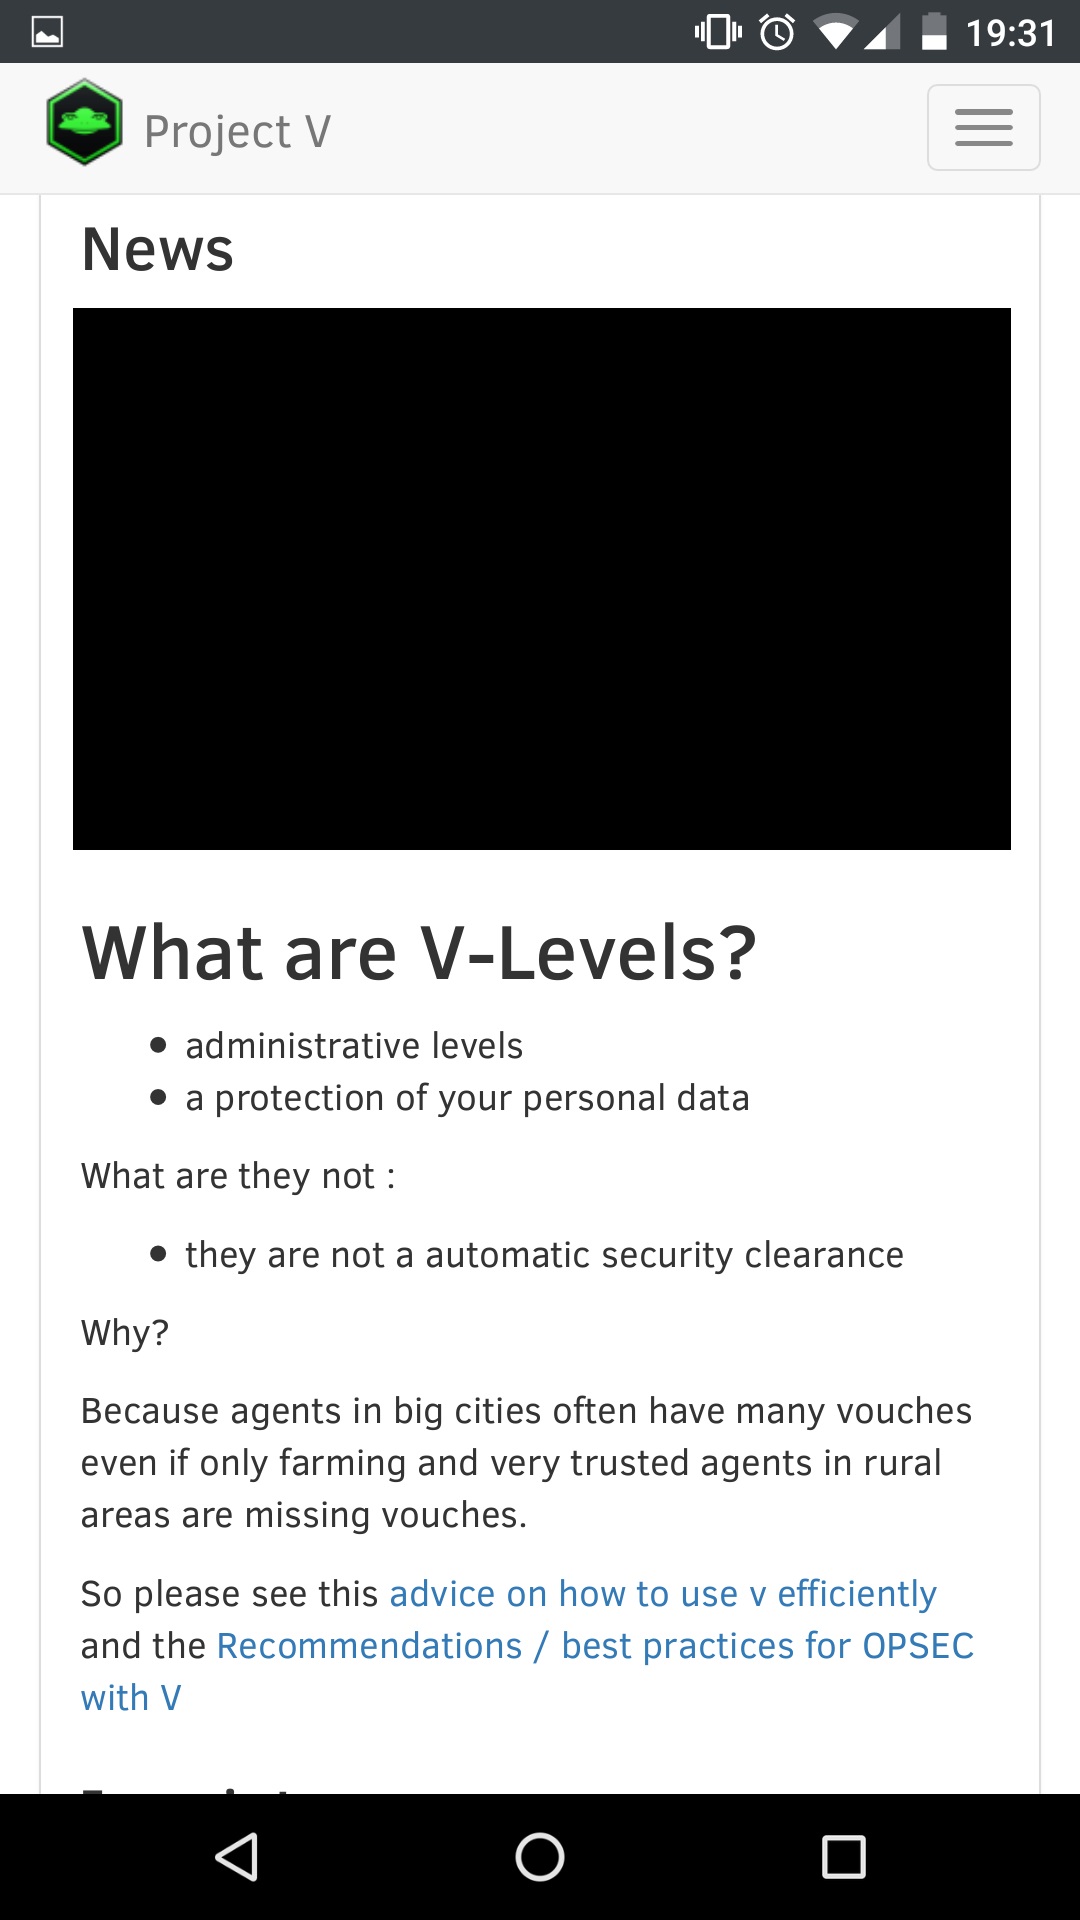 19:31
Project V
News
What are V-Levels?
administrative levels
a protection of your personal data
What are they not :
they are not a automatic security clearance
Why?
Because agents in big cities often have many vouches
even if only farming and very trusted agents in rural
areas are missing vouches.
So please see this advice on how to use v efficiently
and the Recommendations / best practices for OPSEC
with V